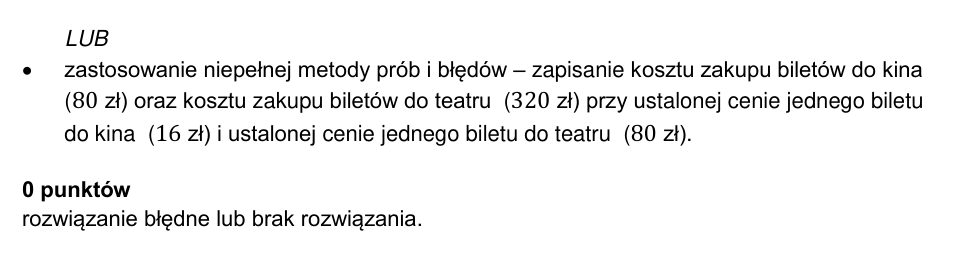 LUB
• zastosowanie niepełnej metody prób i błędów – zapisanie kosztu zakupu biletów do kina
(80 zł) oraz kosztu zakupu biletów do teatru (320 zł) przy ustalonej cenie jednego biletu
do kina (16 zł) i ustalonej cenie jednego biletu do teatru (80 zł).
0 punktów
rozwiązanie błędne lub brak rozwiązania.